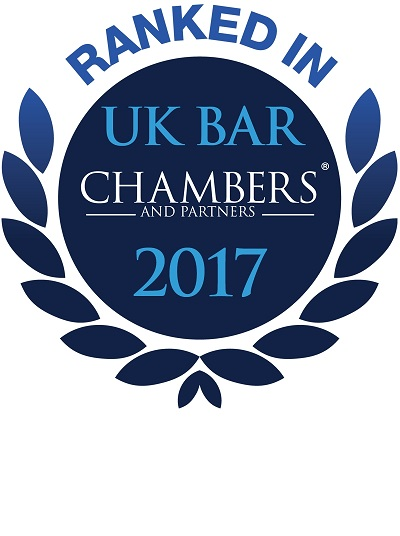 RANKED IN
UK BAR
CHAMBERS®
AND PARTNERS
2017